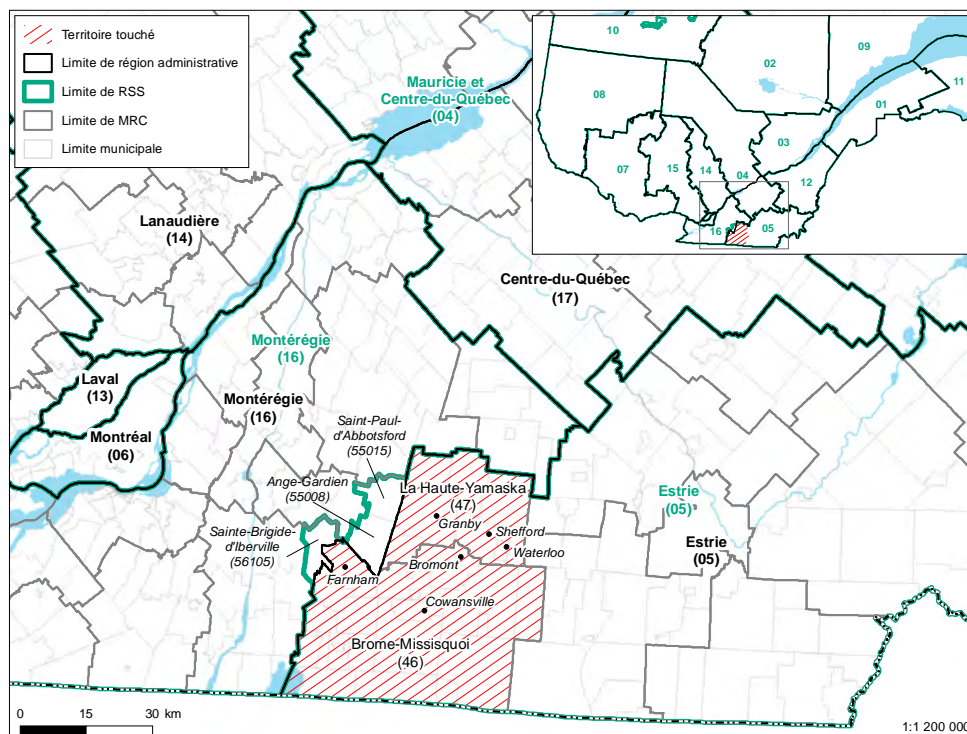 Territoire touché
Limite de région administrative
Limite de RSS
Limite de MRC
Limite municipale
Mauricie et
Centre-du-Québec
(04)
10
09
02
08
11
01
03
07
15
14
04
12
16
05
Lanaudière
(14)
Centre-du-Québec
(17)
Montérégie
(16)
Laval
(13)
Montérégie
(16)
Montréal
(06)
Saint-Paul-
d'Abbotsford
(55015)
Ange-Gardien
(55008)
La Haute-Yamaska
(47)
Granby
Shefford
Waterloo
Bromont
Estrie
(05)
Estrie
(05)
Sainte-Brigide-
d'Iberville
(56105)
Farnham
Cowansville
Brome-Missisquoi
(46)
0 15 30 km
1:1 200 000